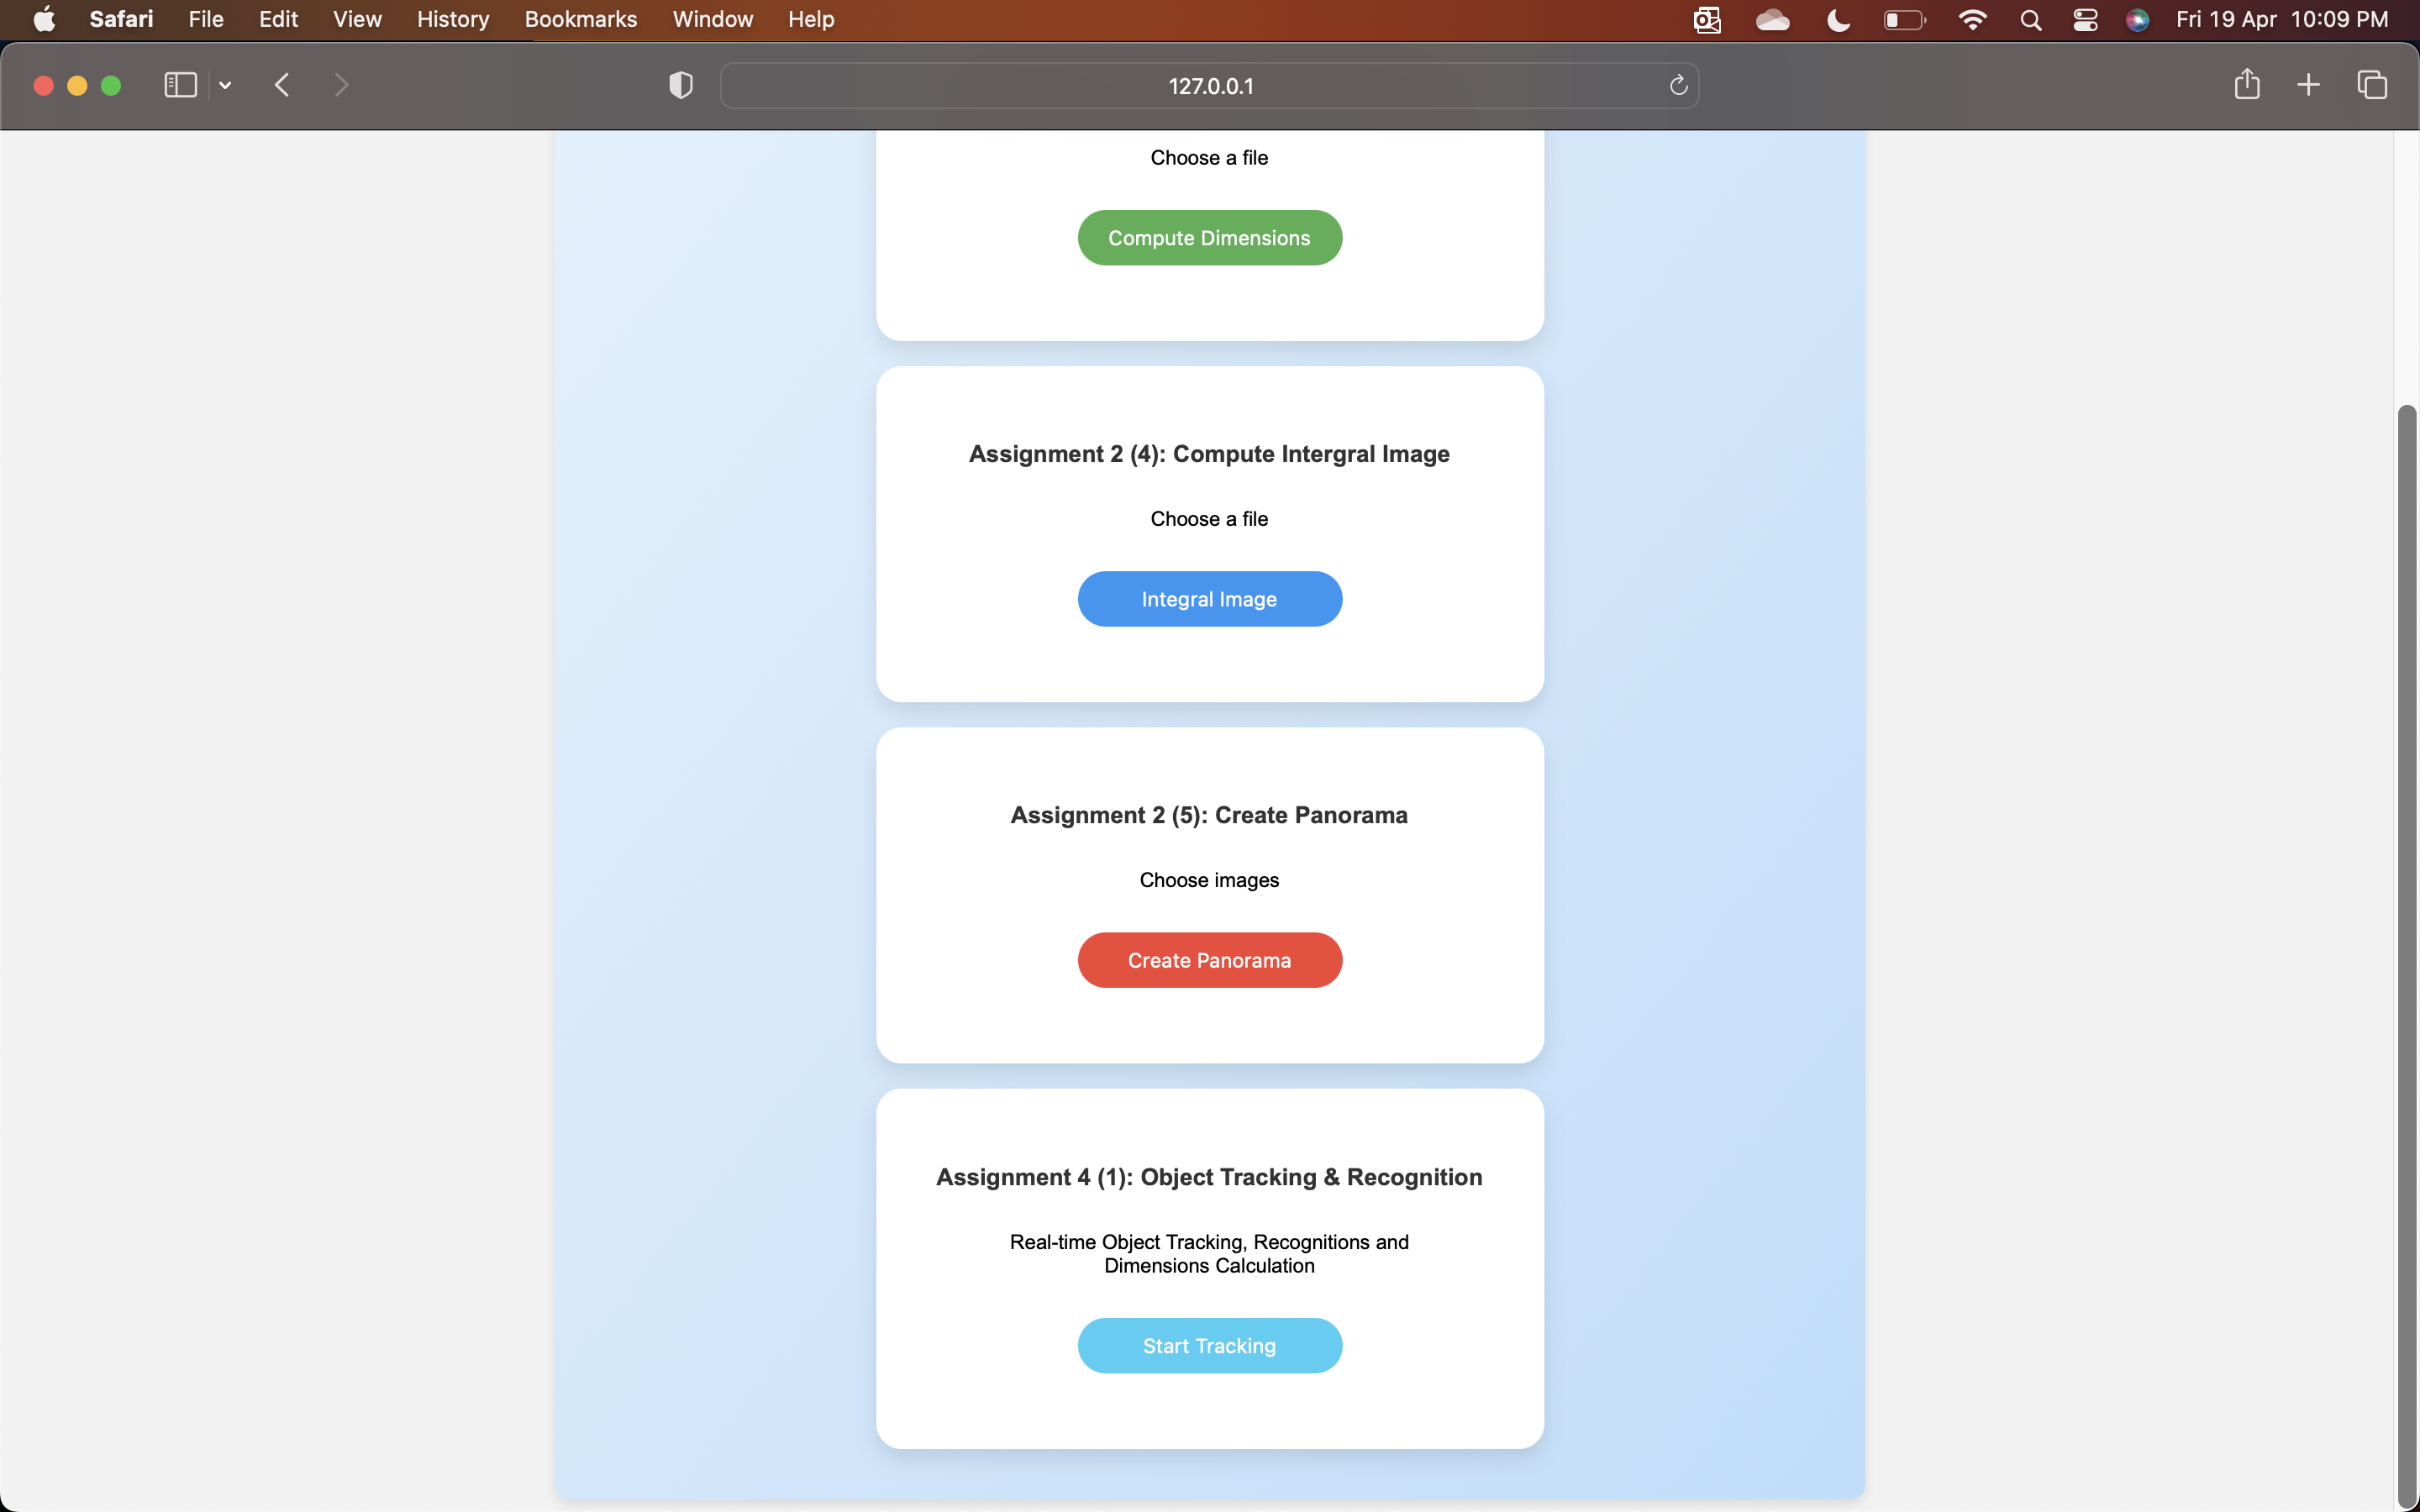 Safari File Edit View History Bookmarks Window Help Fri 19 Apr 10:09 PM
127.0.0.1
Choose a file
Compute Dimensions
Assignment 2 (4): Compute Intergral Image
Choose a file
Integral Image
Assignment 2 (5): Create Panorama
Choose images
Create Panorama
Assignment 4 (1): Object Tracking & Recognition
Real-time Object Tracking, Recognitions and
Dimensions Calculation
Start Tracking